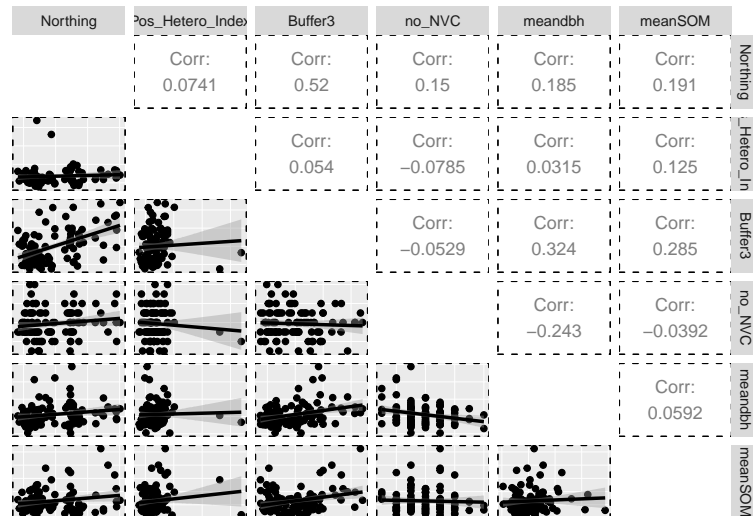 Northing Pos_Hetero_Index Buffer3 no_NVC meandbh meanSOM
Corr: Corr: Corr: Corr: Corr:
0.0741 0.52 0.15 0.185 0.191
Northing
Corr: Corr: Corr: Corr:
0.054 −0.0785 0.0315 0.125
_Hetero_In
Corr: Corr: Corr:
−0.0529 0.324 0.285
Buffer3
Corr: Corr:
−0.243 −0.0392
no_NVC
Corr:
0.0592
meandbh
meanSOM